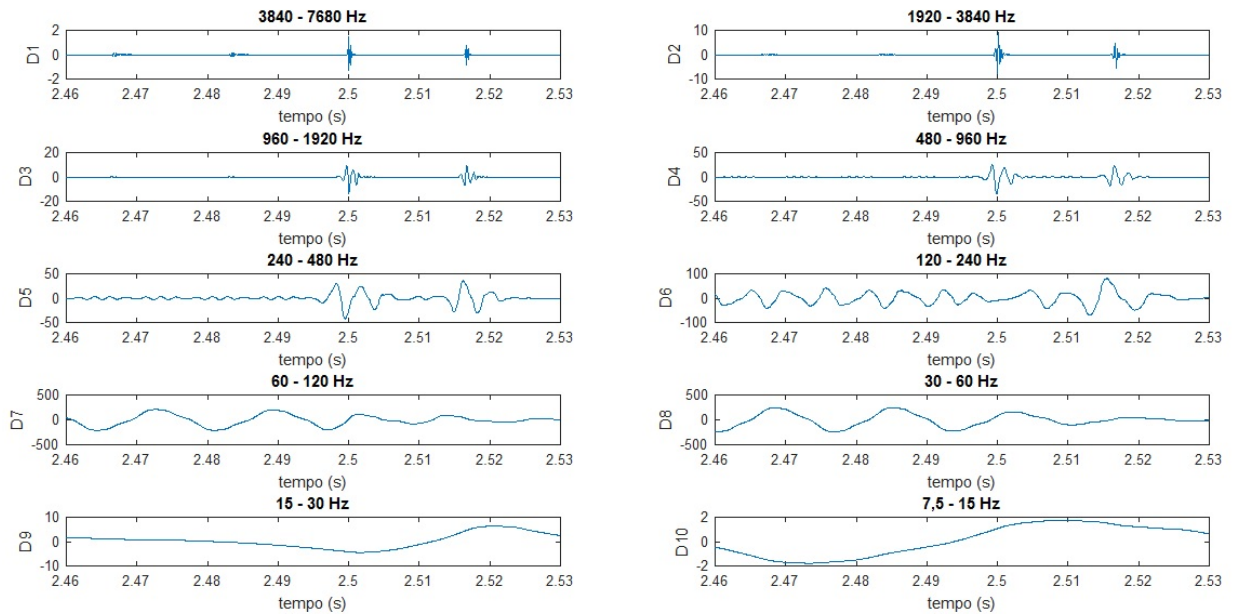 3840 - 7680 Hz
2
0
-2
D1
2.46 2.47 2.48 2.49 2.5 2.51 2.52 2.53
tempo (s)
1920 - 3840 Hz
10
0
-10
D2
2.46 2.47 2.48 2.49 2.5 2.51 2.52 2.53
tempo (s)
960 - 1920 Hz
20
0
-20
D3
2.46 2.47 2.48 2.49 2.5 2.51 2.52 2.53
tempo (s)
480 - 960 Hz
50
0
-50
D4
2.46 2.47 2.48 2.49 2.5 2.51 2.52 2.53
tempo (s)
240 - 480 Hz
50
0
-50
D5
2.46 2.47 2.48 2.49 2.5 2.51 2.52 2.53
tempo (s)
120 - 240 Hz
100
0
-100
D6
2.46 2.47 2.48 2.49 2.5 2.51 2.52 2.53
tempo (s)
60 - 120 Hz
500
0
-500
D7
2.46 2.47 2.48 2.49 2.5 2.51 2.52 2.53
tempo (s)
30 - 60 Hz
500
0
-500
D8
2.46 2.47 2.48 2.49 2.5 2.51 2.52 2.53
tempo (s)
15 - 30 Hz
10
0
-10
D9
2.46 2.47 2.48 2.49 2.5 2.51 2.52 2.53
tempo (s)
7,5 - 15 Hz
2
0
-2
D10
2.46 2.47 2.48 2.49 2.5 2.51 2.52 2.53
tempo (s)